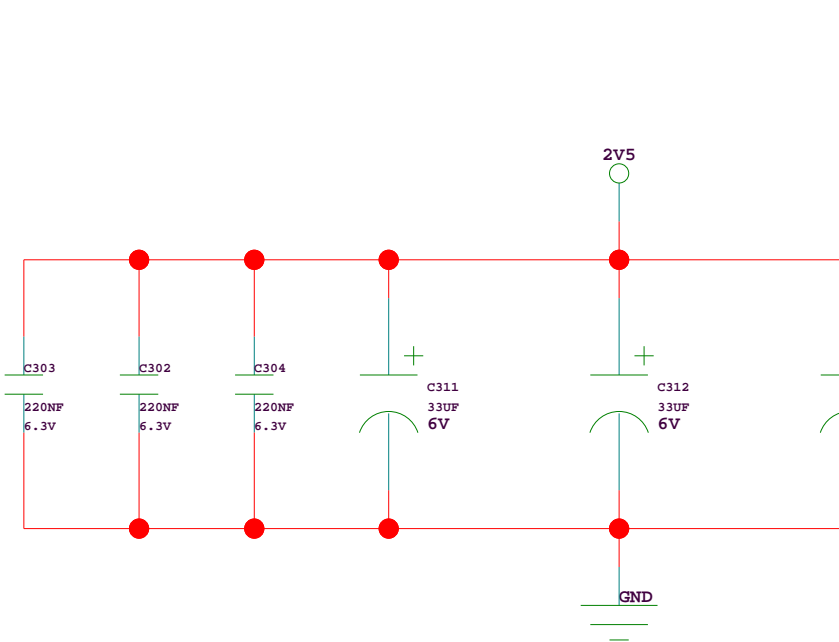 2V5
C303
220NF
6.3V
C302
220NF
6.3V
C304
220NF
6.3V
C311
33UF
6V
C312
33UF
6V
GND